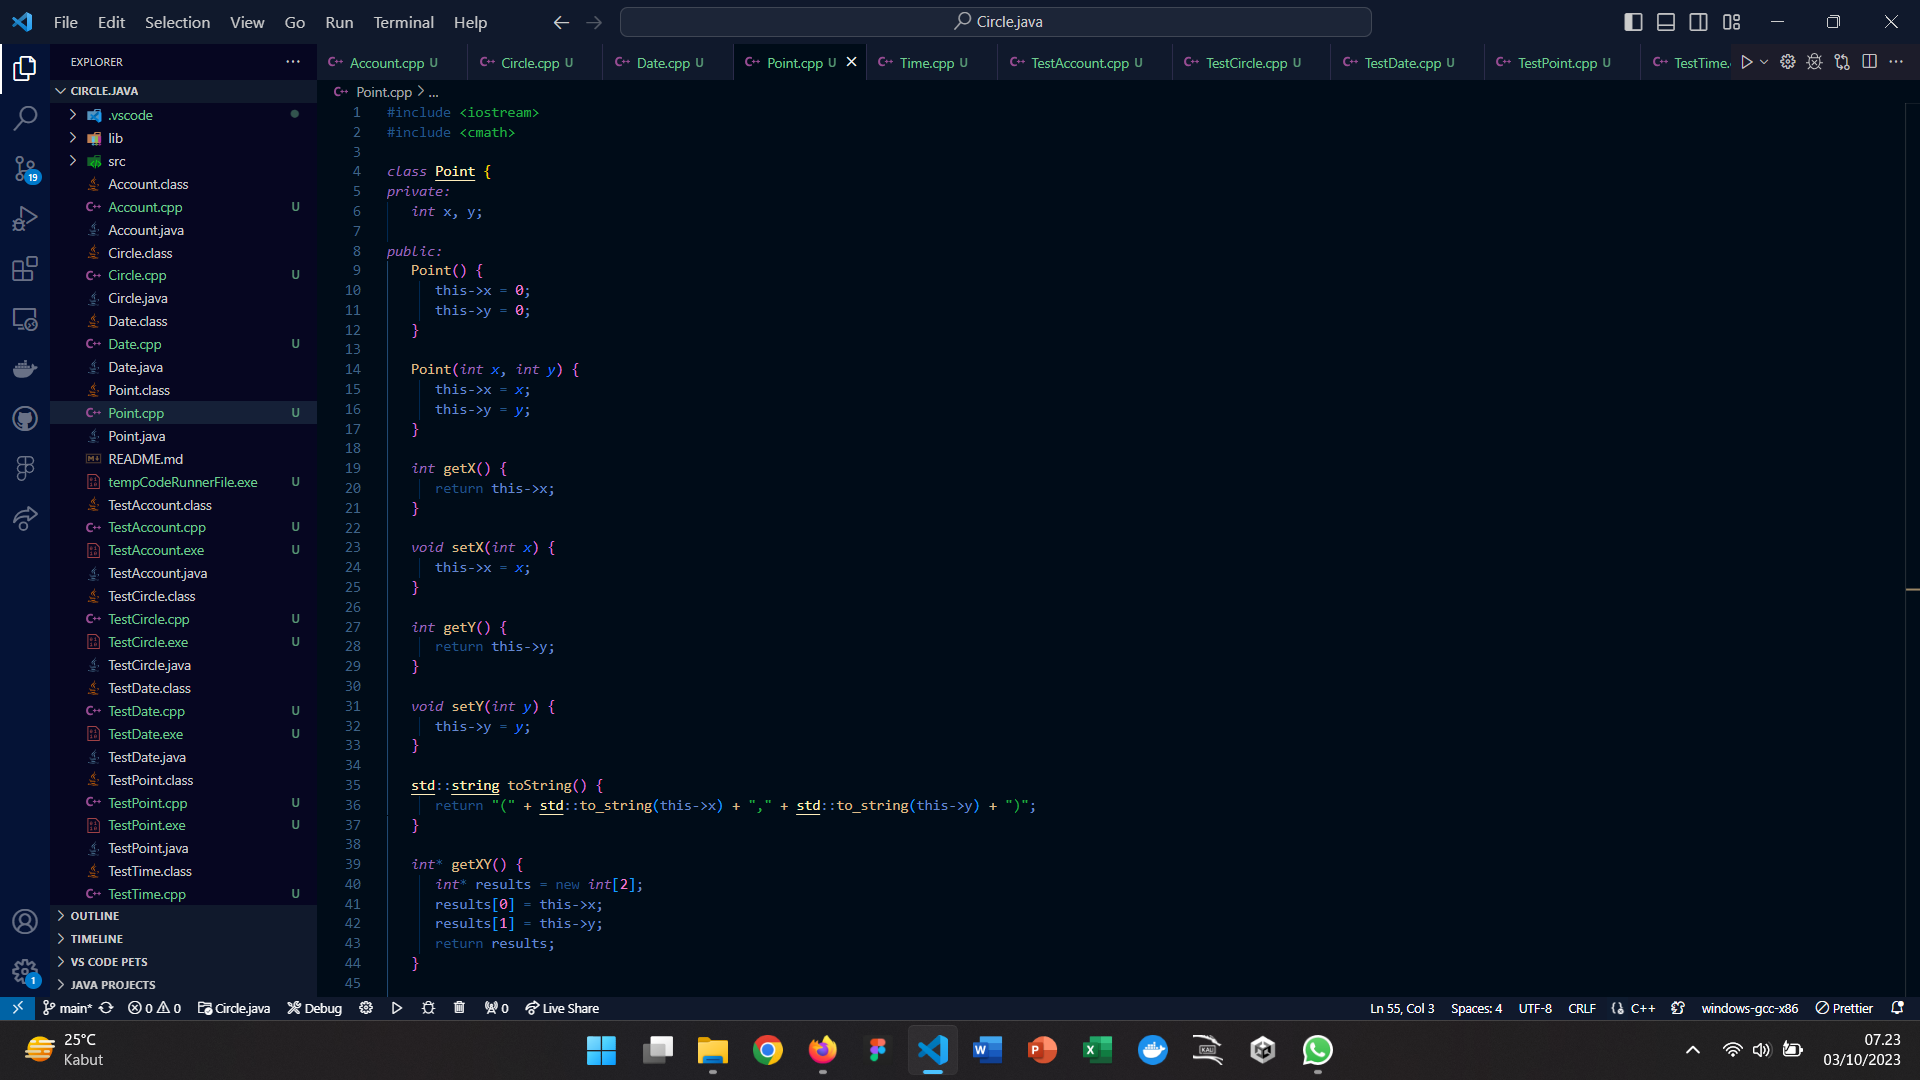 File Edit Selection View Go Run Terminal Help
Circle.java
EXPLORER
Account.cpp U
Circle.cpp U
Date.cpp U
Point.cpp U
Time.cpp U
TestAccount.cpp U
TestCircle.cpp U
TestDate.cpp U
TestPoint.cpp U
TestTime.
CIRCLE.JAVA
.vscode
lib
src
Account.class
Account.cpp U
Account.java
Circle.class
Circle.cpp U
Circle.java
Date.class
Date.cpp U
Date.java
Point.class
Point.cpp U
Point.java
README.md
tempCodeRunnerFile.exe U
TestAccount.class
TestAccount.cpp U
TestAccount.exe U
TestAccount.java
TestCircle.class
TestCircle.cpp U
TestCircle.exe U
TestCircle.java
TestDate.class
TestDate.cpp U
TestDate.exe U
TestDate.java
TestPoint.class
TestPoint.cpp U
TestPoint.exe U
TestPoint.java
TestTime.class
TestTime.cpp U
OUTLINE
TIMELINE
VS CODE PETS
JAVA PROJECTS
19
1
Point.cpp > ...
1 #include <iostream>
2 #include <cmath>
3
4 class Point {
5 private:
6 int x, y;
7
8 public:
9 Point() {
10 this->x = 0;
11 this->y = 0;
12 }
13
14 Point(int x, int y) {
15 this->x = x;
16 this->y = y;
17 }
18
19 int getX() {
20 return this->x;
21 }
22
23 void setX(int x) {
24 this->x = x;
25 }
26
27 int getY() {
28 return this->y;
29 }
30
31 void setY(int y) {
32 this->y = y;
33 }
34
35 std::string toString() {
36 return "(" + std::to_string(this->x) + "," + std::to_string(this->y) + ")";
37 }
38
39 int* getXY() {
40 int* results = new int[2];
41 results[0] = this->x;
42 results[1] = this->y;
43 return results;
44 }
45
main* 0 0 Circle.java Debug 0 Live Share
Ln 55, Col 3 Spaces: 4 UTF-8 CRLF C++ windows-gcc-x86 Prettier
25°C
Kabut
07.23
03/10/2023